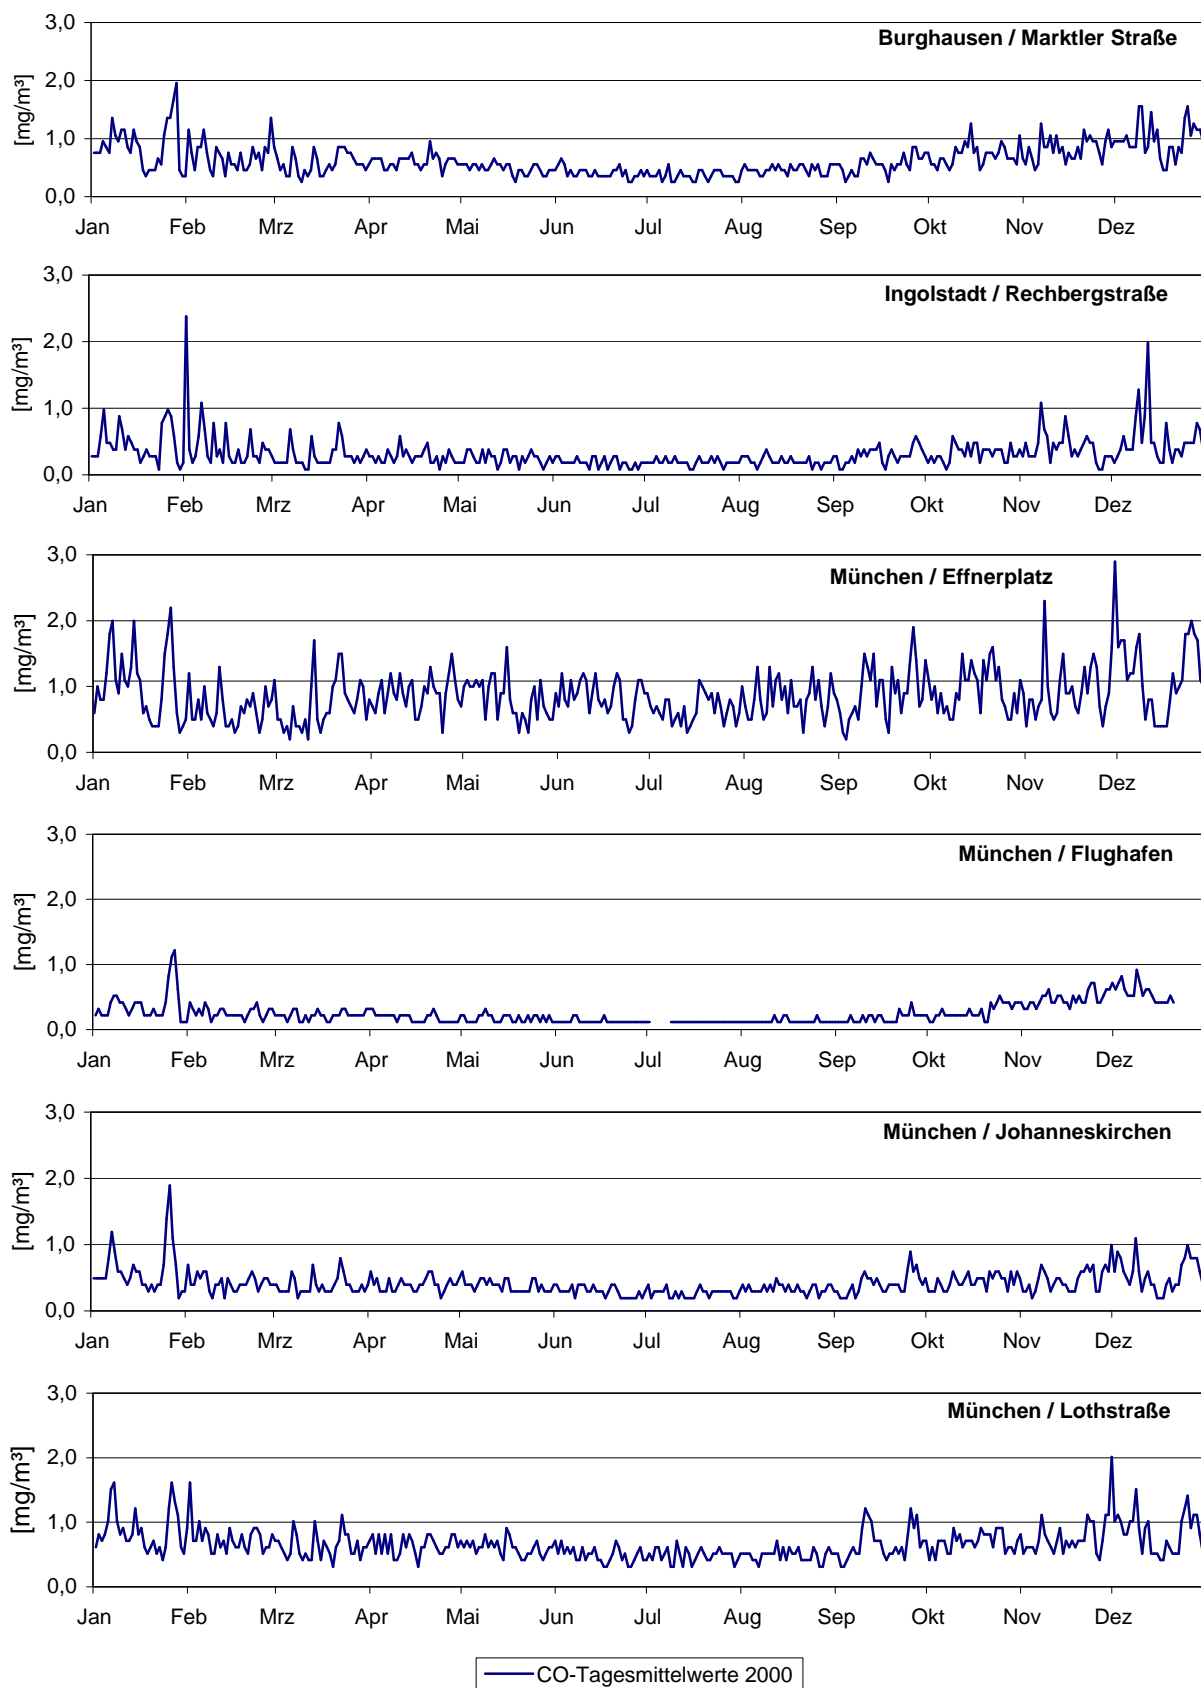 Burghausen / Marktler Straße
[mg/m³]
3,0
2,0
1,0
0,0
Jan Feb Mrz Apr Mai Jun Jul Aug Sep Okt Nov Dez
Ingolstadt / Rechbergstraße
[mg/m³]
3,0
2,0
1,0
0,0
Jan Feb Mrz Apr Mai Jun Jul Aug Sep Okt Nov Dez
München / Effnerplatz
[mg/m³]
3,0
2,0
1,0
0,0
Jan Feb Mrz Apr Mai Jun Jul Aug Sep Okt Nov Dez
München / Flughafen
[mg/m³]
3,0
2,0
1,0
0,0
Jan Feb Mrz Apr Mai Jun Jul Aug Sep Okt Nov Dez
München / Johanneskirchen
[mg/m³]
3,0
2,0
1,0
0,0
Jan Feb Mrz Apr Mai Jun Jul Aug Sep Okt Nov Dez
München / Lothstraße
[mg/m³]
3,0
2,0
1,0
0,0
Jan Feb Mrz Apr Mai Jun Jul Aug Sep Okt Nov Dez
CO-Tagesmittelwerte 2000